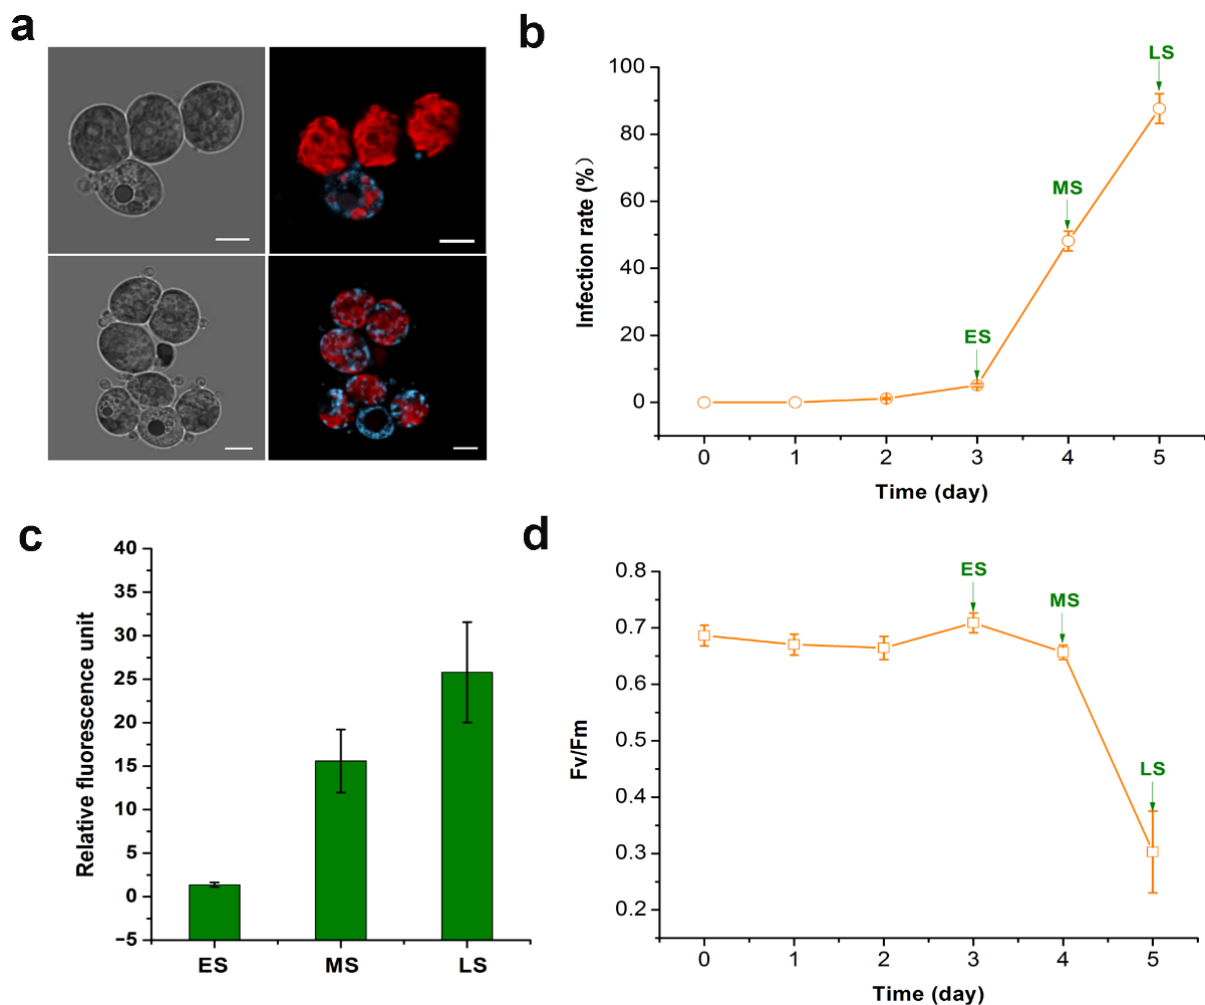 a
b
LS
MS
ES
100
80
60
40
20
0
Infection rate (%)
0 1 2 3 4 5
Time (day)
c
40
35
30
25
20
15
10
5
0
−5
Relative fluorescence unit
ES MS LS
d
ES
MS
LS
0.8
0.7
0.6
0.5
0.4
0.3
0.2
Fv/Fm
0 1 2 3 4 5
Time (day)